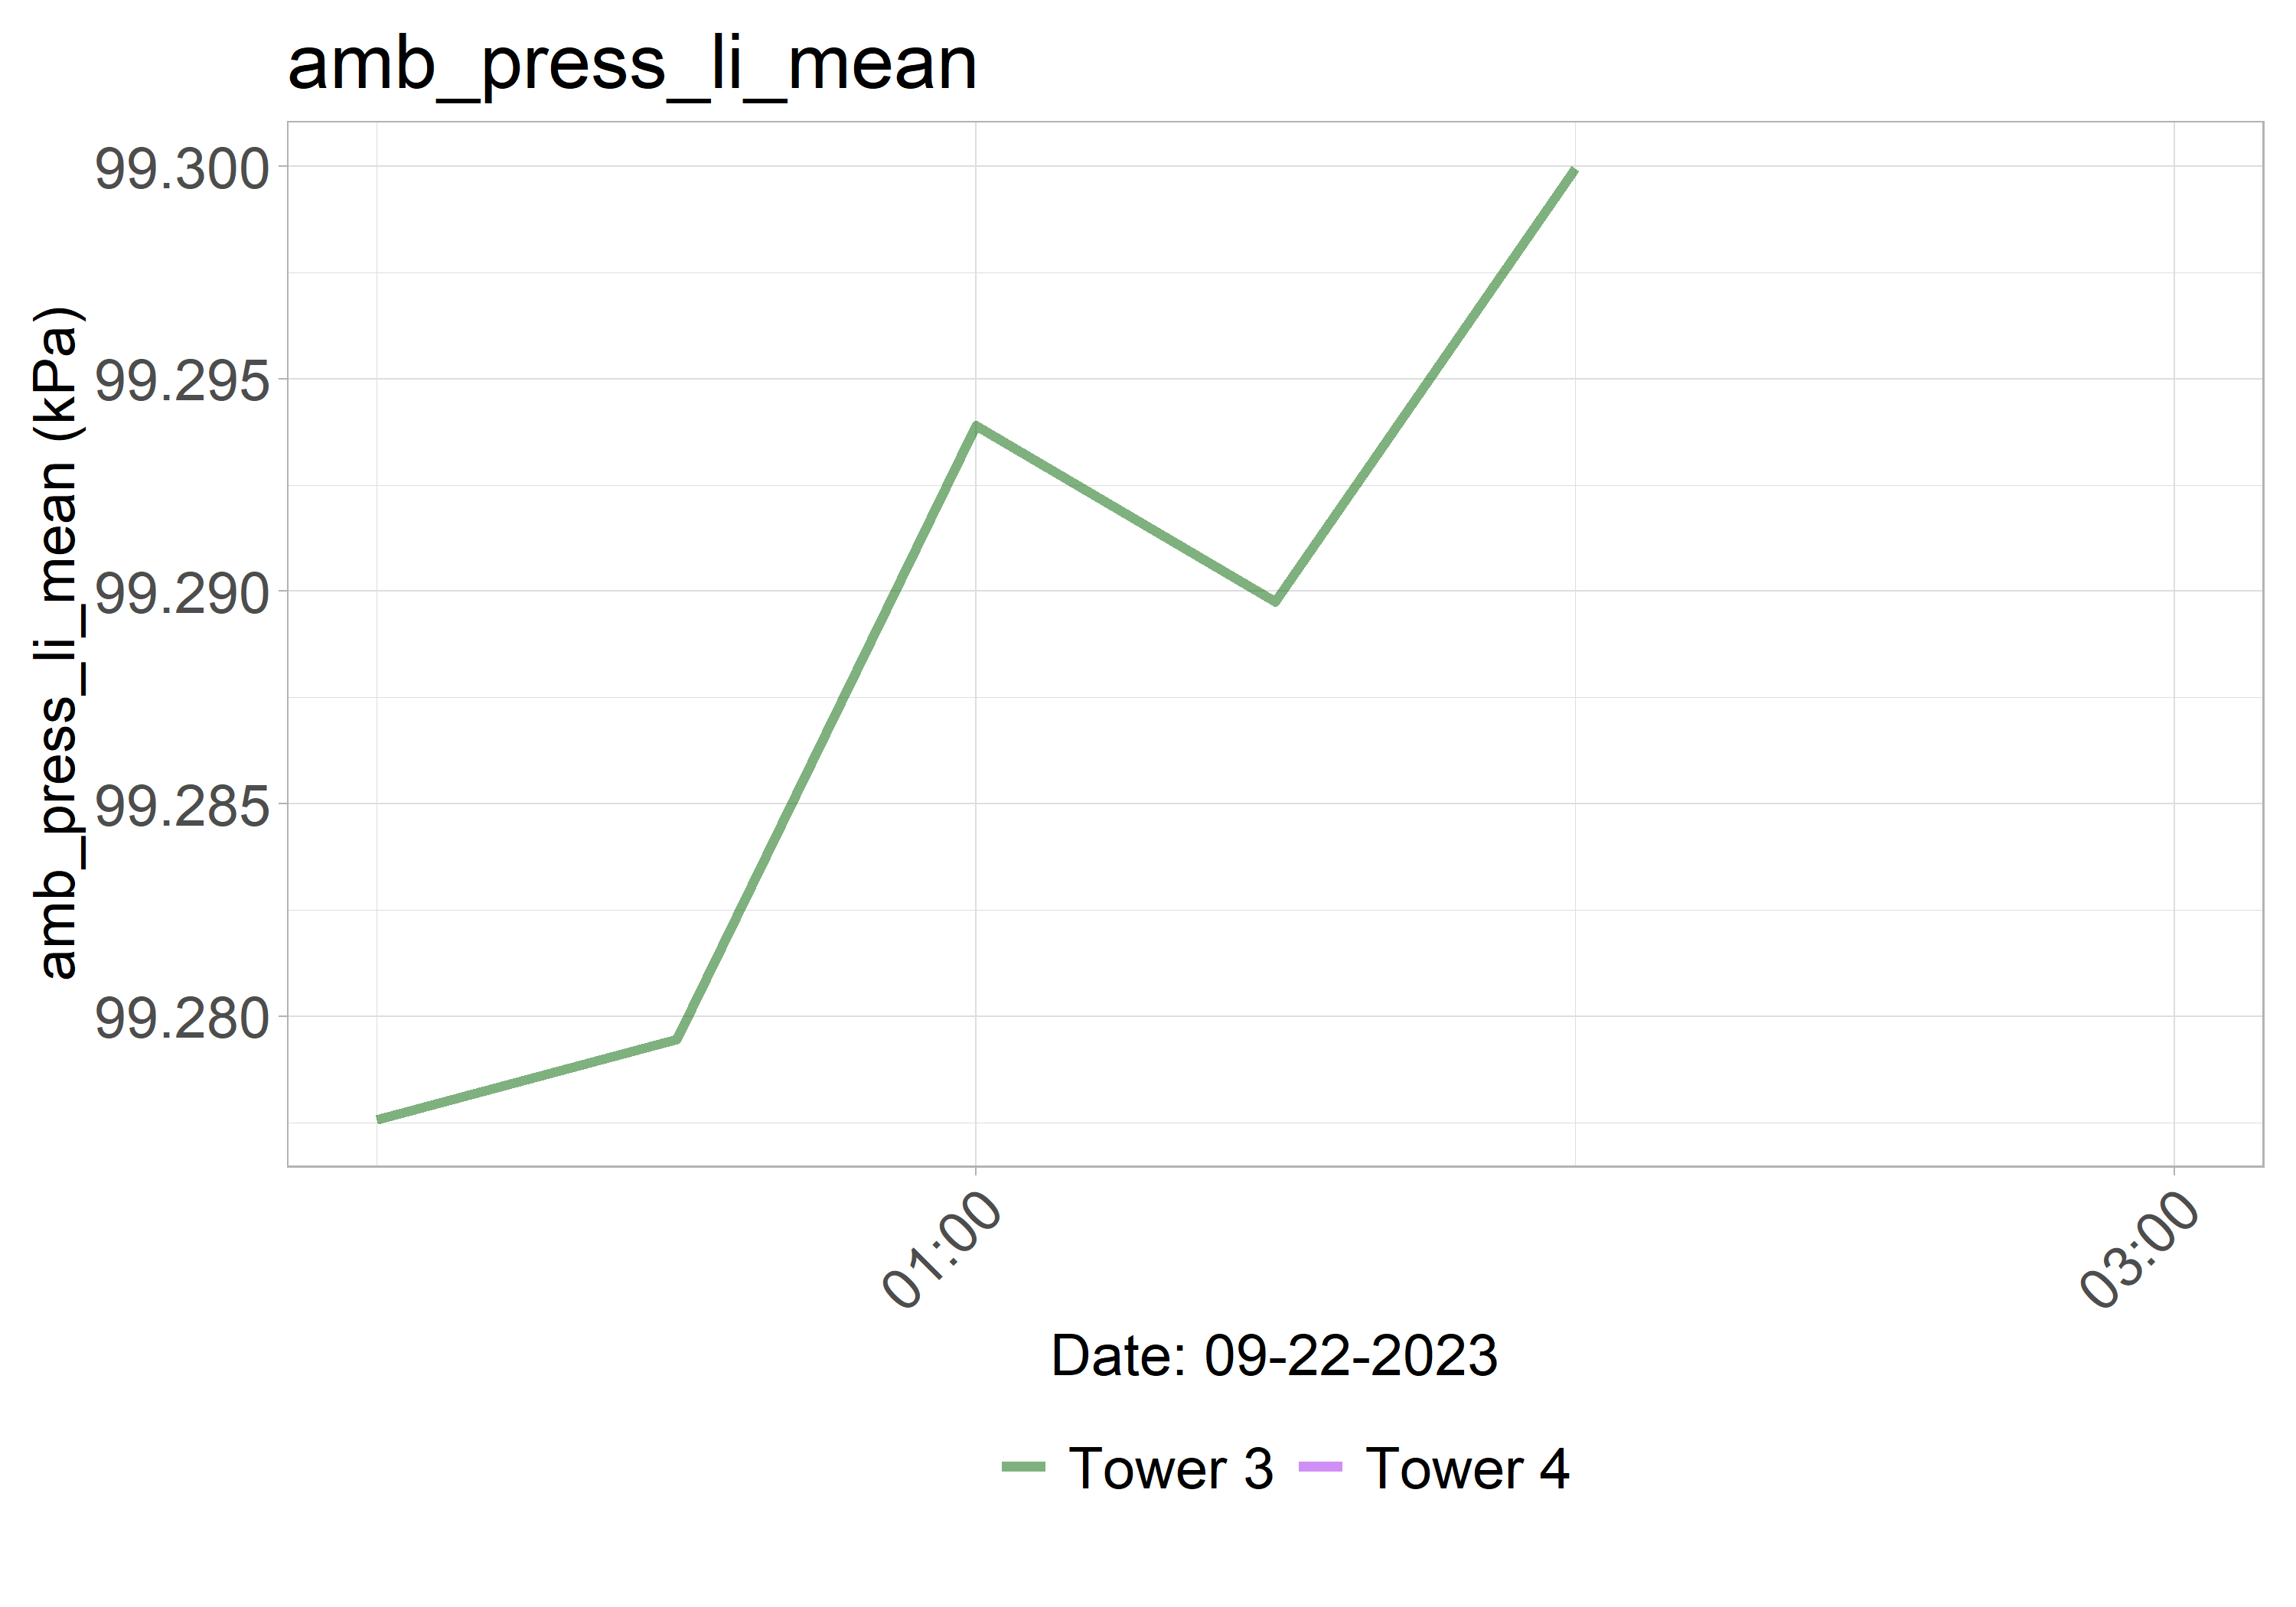 amb_press_li_mean
amb_press_li_mean (kPa)
99.300
99.295
99.290
99.285
99.280
01:00
03:00
Date: 09-22-2023
Tower 3
Tower 4